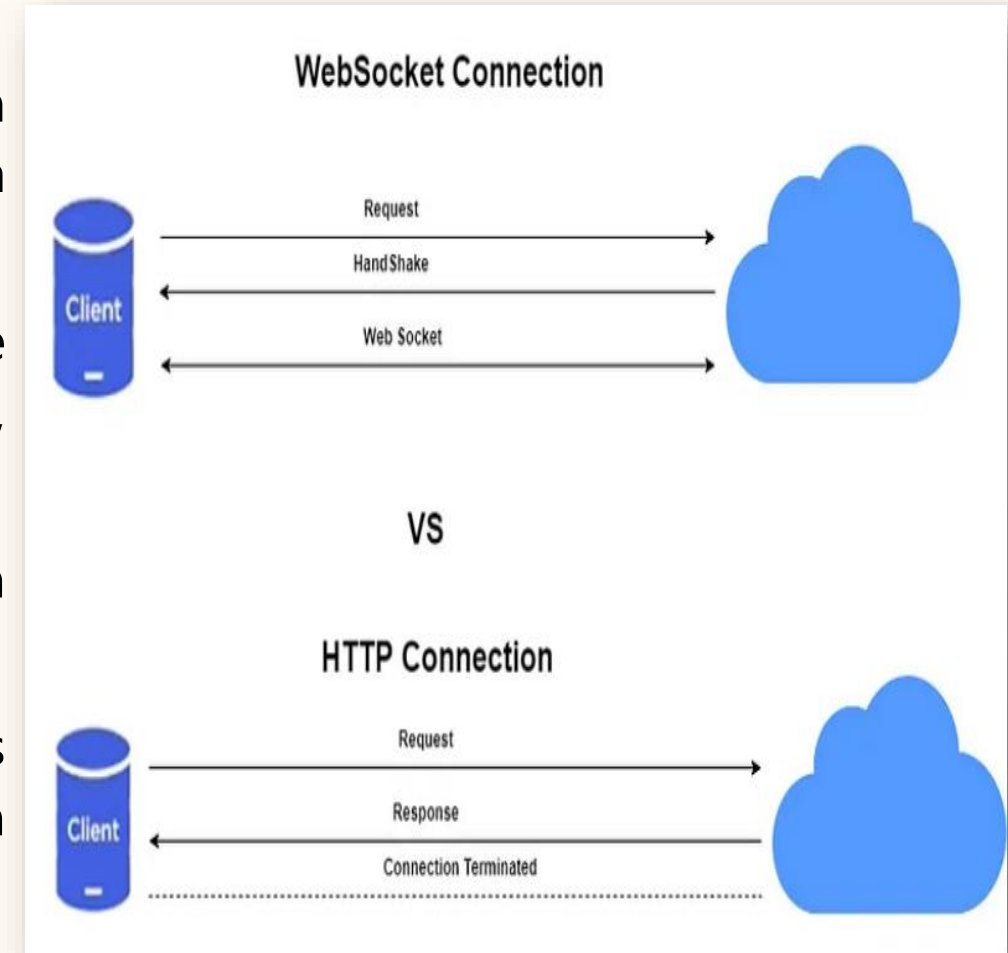 WebSocket Connection
Request
HandShake
Client
Web Socket
VS
HTTP Connection
Request
Response
Client
Connection Terminated